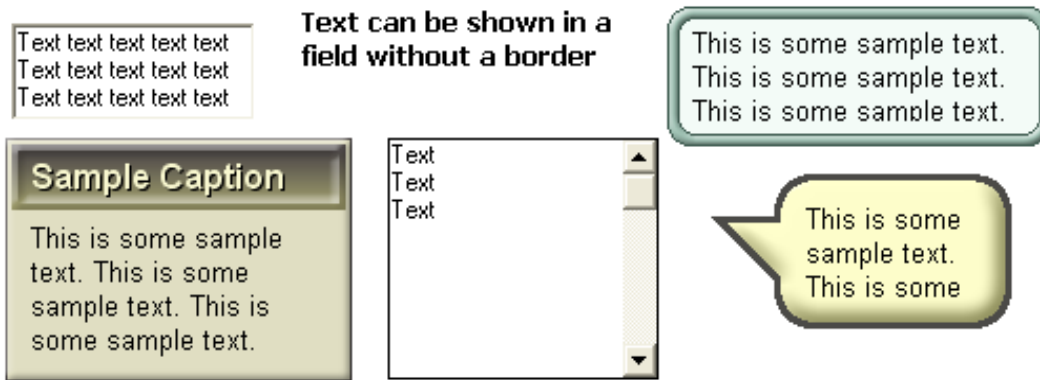 Text text text text text
Text text text text text
Text text text text text
Text can be shown in a
field without a border
This is some sample text.
This is some sample text.
This is some sample text.
Sample Caption
This is some sample
text. This is some
sample text. This is
some sample text.
Text
Text
Text
This is some
sample text.
This is some